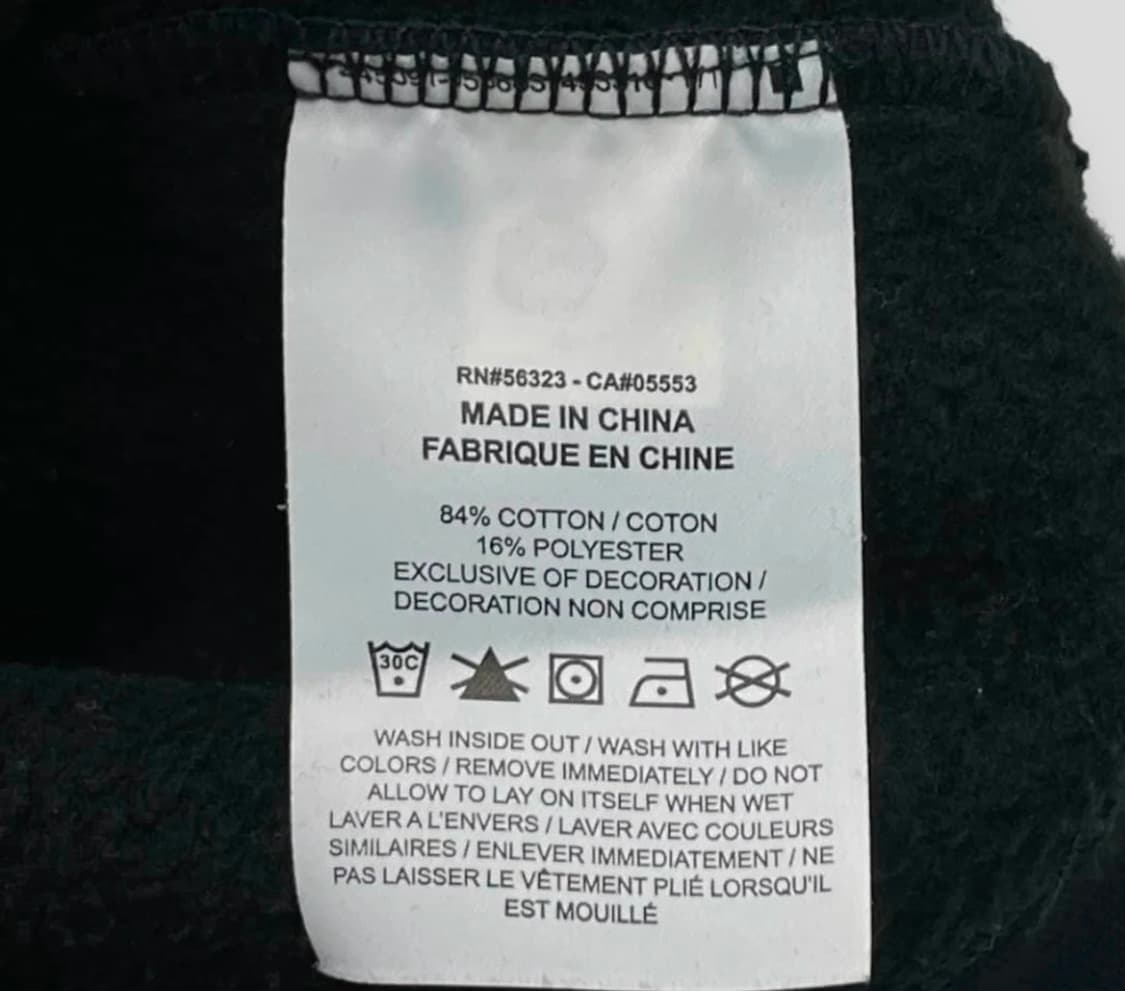 RN#56323 - CA#05553
MADE IN CHINA
FABRIQUE EN CHINE
84% COTTON / COTON
16% POLYESTER
EXCLUSIVE OF DECORATION /
DECORATION NON COMPRISE
30C
WASH INSIDE OUT / WASH WITH LIKE
COLORS / REMOVE IMMEDIATELY / DO NOT
ALLOW TO LAY ON ITSELF WHEN WET
LAVER A L'ENVERS / LAVER AVEC COULEURS
SIMILAIRES / ENLEVER IMMEDIATEMENT / NE
PAS LAISSER LE VÊTEMENT PLIÉ LORSQU'IL
EST MOUILLÉ